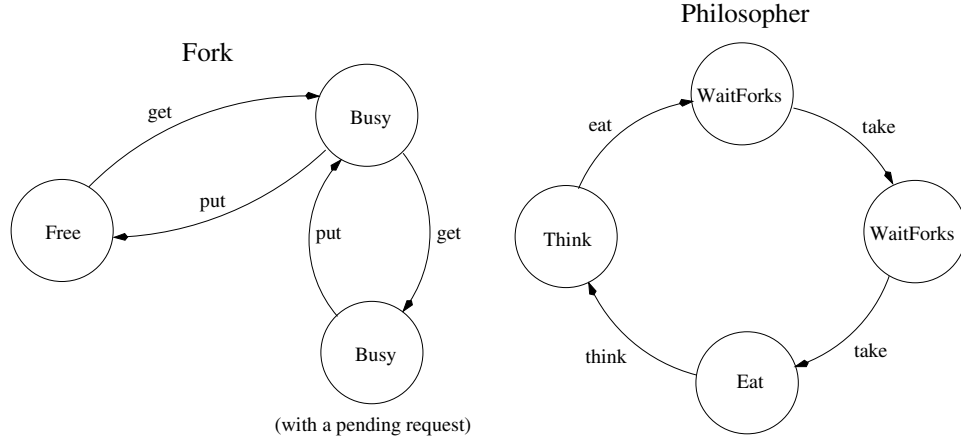 Fork
get
Busy
put
Free
put
get
Busy
(with a pending request)
Philosopher
WaitForks
eat
take
Think
WaitForks
think
take
Eat